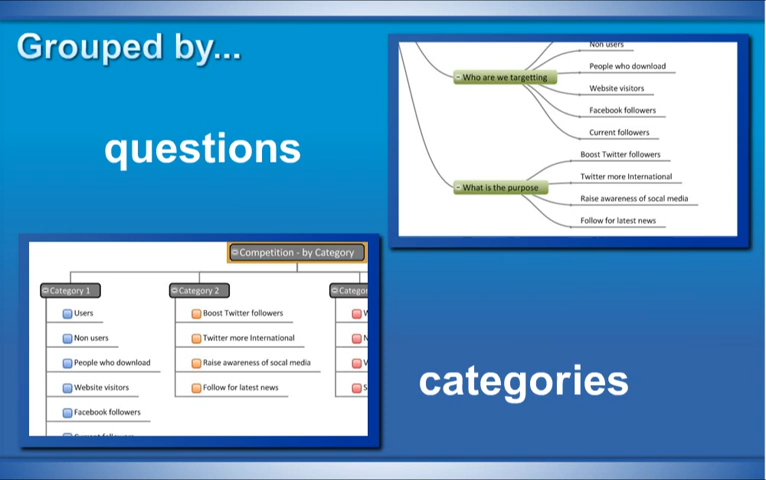 Grouped by...
questions
Non users
Who are we targetting
People who download
Website visitors
Facebook followers
Current followers
What is the purpose
Boost Twitter followers
Twitter more International
Raise awareness of socal media
Follow for latest news
Competition - by Category
Category 1
Users
Non users
People who download
Website visitors
Facebook followers
Category 2
Boost Twitter followers
Twitter more International
Raise awareness of socal media
Follow for latest news
categories